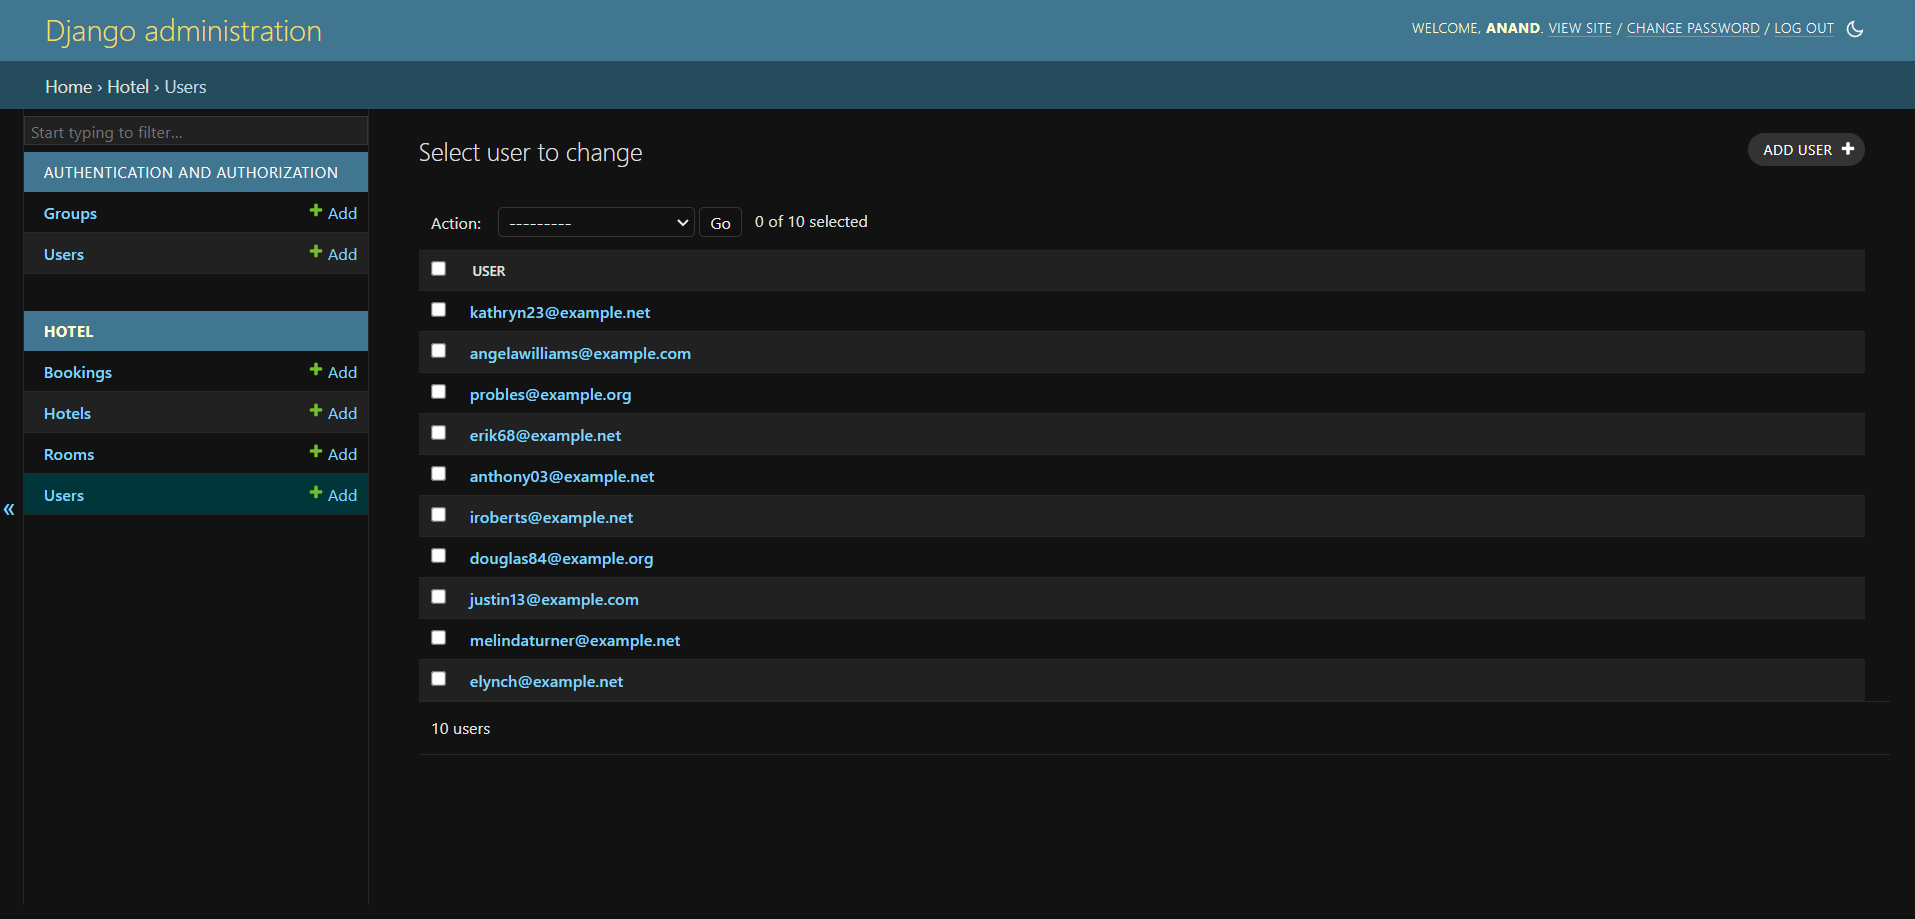 Django administration
WELCOME, ANAND. VIEW SITE / CHANGE PASSWORD / LOG OUT
Home › Hotel › Users
Start typing to filter...
AUTHENTICATION AND AUTHORIZATION
Groups + Add
Users + Add
HOTEL
Bookings + Add
Hotels + Add
Rooms + Add
Users + Add
«
Select user to change
ADD USER +
Action: --------- Go 0 of 10 selected
USER
kathryn23@example.net
angelawilliams@example.com
probles@example.org
erik68@example.net
anthony03@example.net
iroberts@example.net
douglas84@example.org
justin13@example.com
melindaturner@example.net
elynch@example.net
10 users